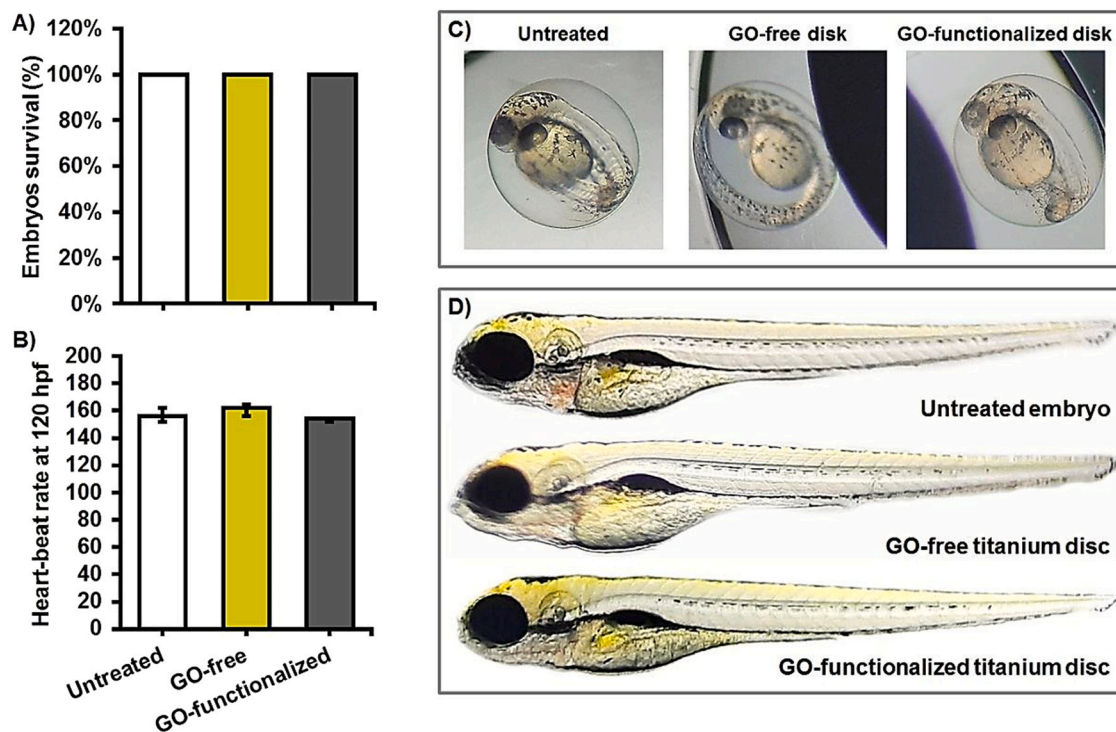 A)
Embryos survival (%)
120%
100%
80%
60%
40%
20%
0%
B)
Heart-beat rate at 120 hpf
200
180
160
140
120
100
80
60
40
20
0
Untreated
GO-free
GO-functionalized
C)
Untreated
GO-free disk
GO-functionalized disk
D)
Untreated embryo
GO-free titanium disc
GO-functionalized titanium disc